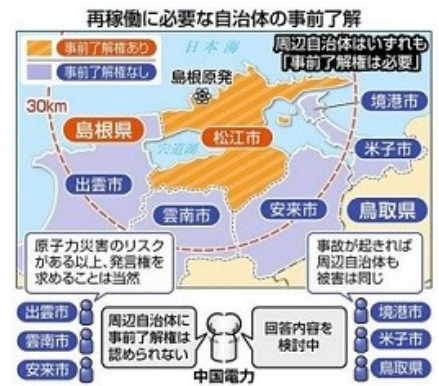 再稼働に必要な自治体の事前了解
事前了解権あり
事前了解権なし
日本海
周辺自治体はいずれも
「事前了解権は必要」
島根原発
30km
境港市
島根県
松江市
宍道湖
米子市
出雲市
雲南市
安来市
鳥取県
原子力災害のリスク
がある以上、発言権を
求めることは当然
事故が起きれば
周辺自治体も
被害は同じ
出雲市
雲南市
安来市
周辺自治体に
事前了解権は
認められない
中国電力
回答内容を
検討中
境港市
米子市
鳥取県